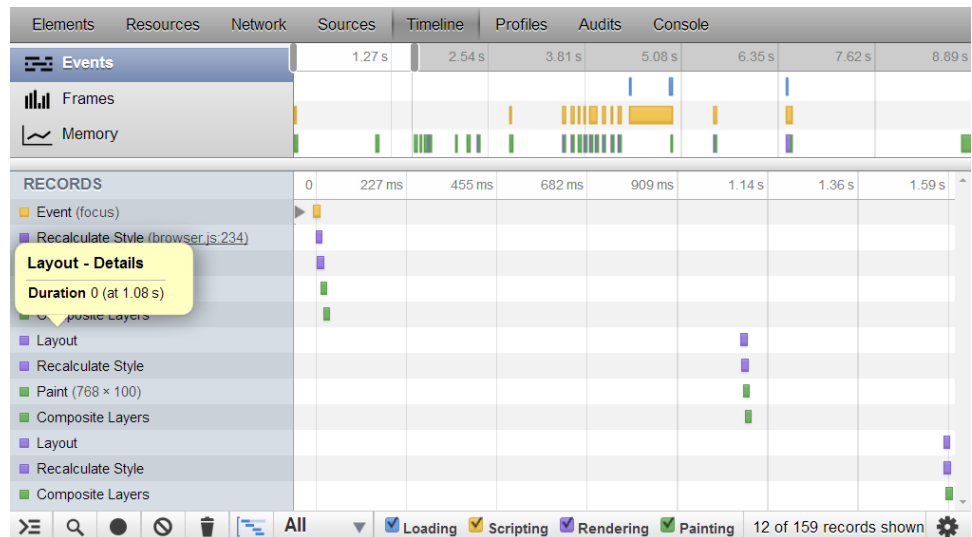 Elements Resources Network Sources Timeline Profiles Audits Console
Events
1.27 s 2.54 s 3.81 s 5.08 s 6.35 s 7.62 s 8.89 s
Frames
Memory
RECORDS
0 227 ms 455 ms 682 ms 909 ms 1.14 s 1.36 s 1.59 s
Event (focus)
Recalculate Style (browser.js:234)
Layout - Details
Duration 0 (at 1.08 s)
Composite Layers
Layout
Recalculate Style
Paint (768 × 100)
Composite Layers
Layout
Recalculate Style
Composite Layers
All Loading Scripting Rendering Painting 12 of 159 records shown